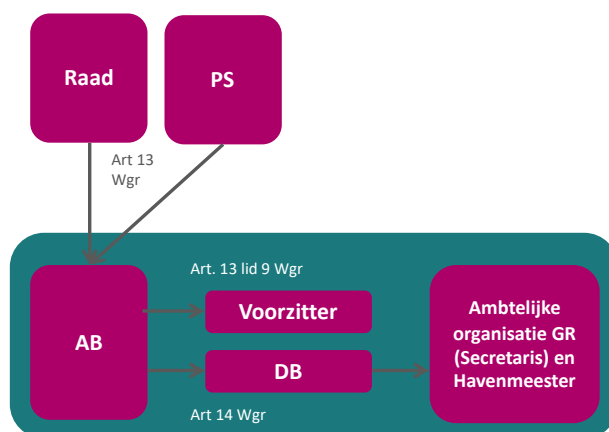 Raad
PS
Art 13
Wgr
Art. 13 lid 9 Wgr
AB
Voorzitter
DB
Ambtelijke
organisatie GR
(Secretaris) en
Havenmeester
Art 14 Wgr